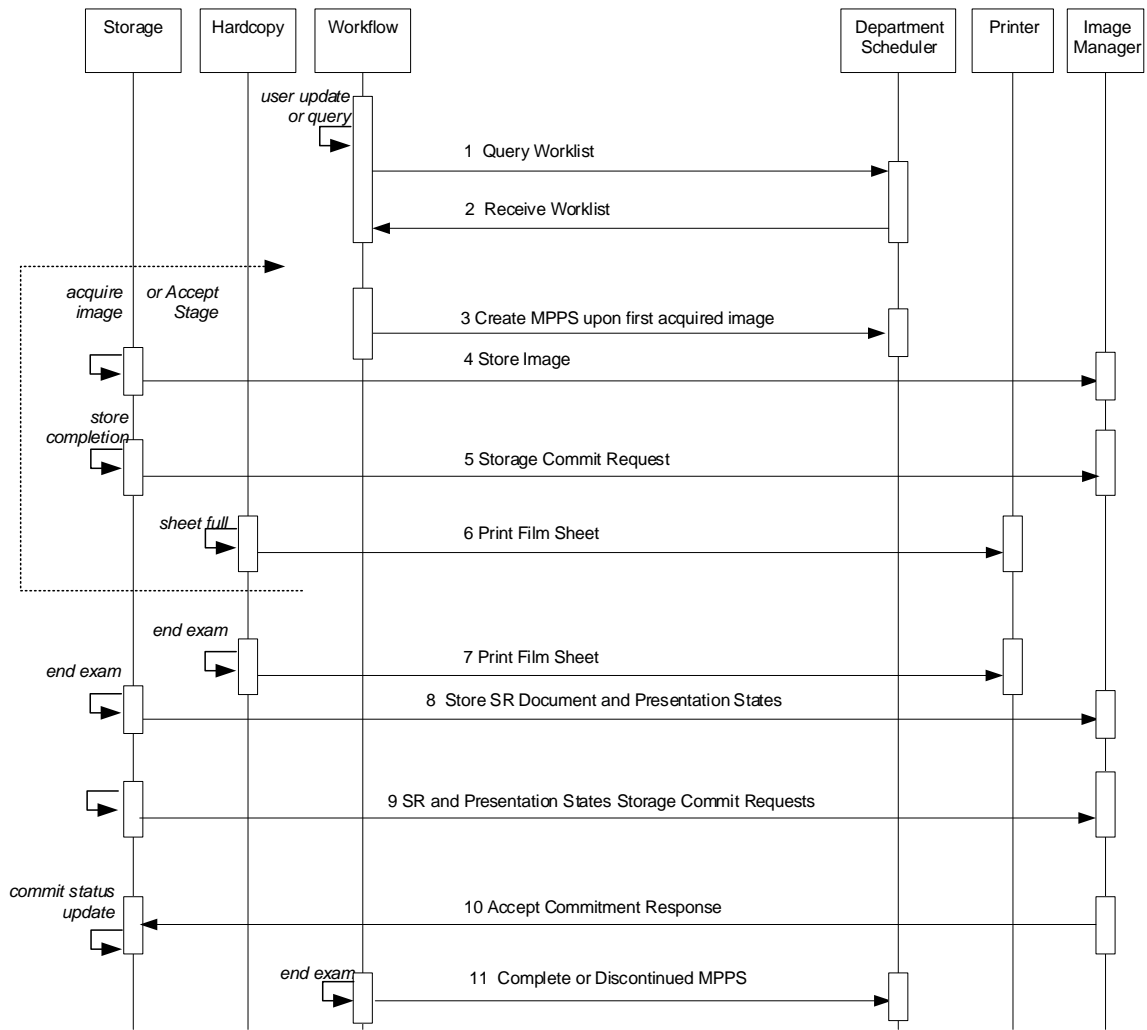 Storage
Hardcopy
Workflow
Department
Scheduler
Printer
Image
Manager
user update
or query
1 Query Worklist
2 Receive Worklist
acquire
image
or Accept
Stage
3 Create MPPS upon first acquired image
4 Store Image
store
completion
5 Storage Commit Request
sheet full
6 Print Film Sheet
end exam
7 Print Film Sheet
end exam
8 Store SR Document and Presentation States
9 SR and Presentation States Storage Commit Requests
commit status
update
10 Accept Commitment Response
end exam
11 Complete or Discontinued MPPS